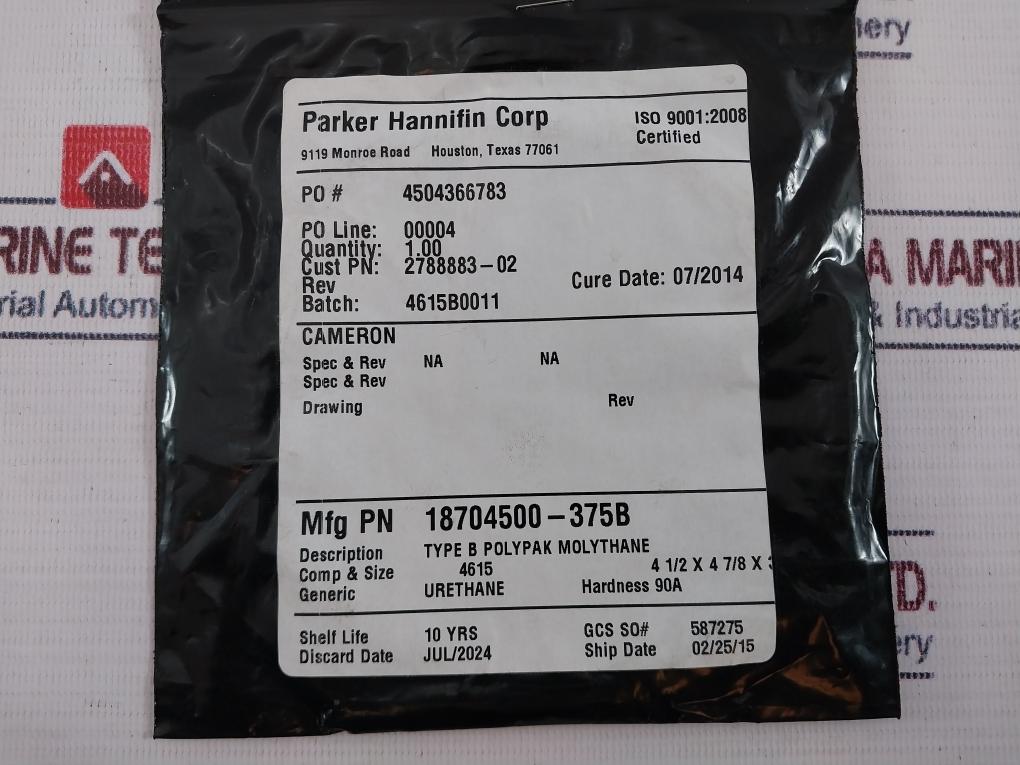 Parker Hannifin Corp ISO 9001:2008
Certified
9119 Monroe Road Houston, Texas 77061
PO # 4504366783
PO Line: 00004
Quantity: 1.00
Cust PN: 2788883-02
Rev Cure Date: 07/2014
Batch: 4615B0011
CAMERON
Spec & Rev NA NA
Spec & Rev
Drawing Rev
Mfg PN 18704500-375B
Description TYPE B POLYPAK MOLYTHANE
Comp & Size 4615 4 1/2 X 4 7/8 X
Generic URETHANE Hardness 90A
Shelf Life 10 YRS GCS SO# 587275
Discard Date JUL/2024 Ship Date 02/25/15
RINE TE
rial Autom
A MARI
& Industria
TD.
ery
ery